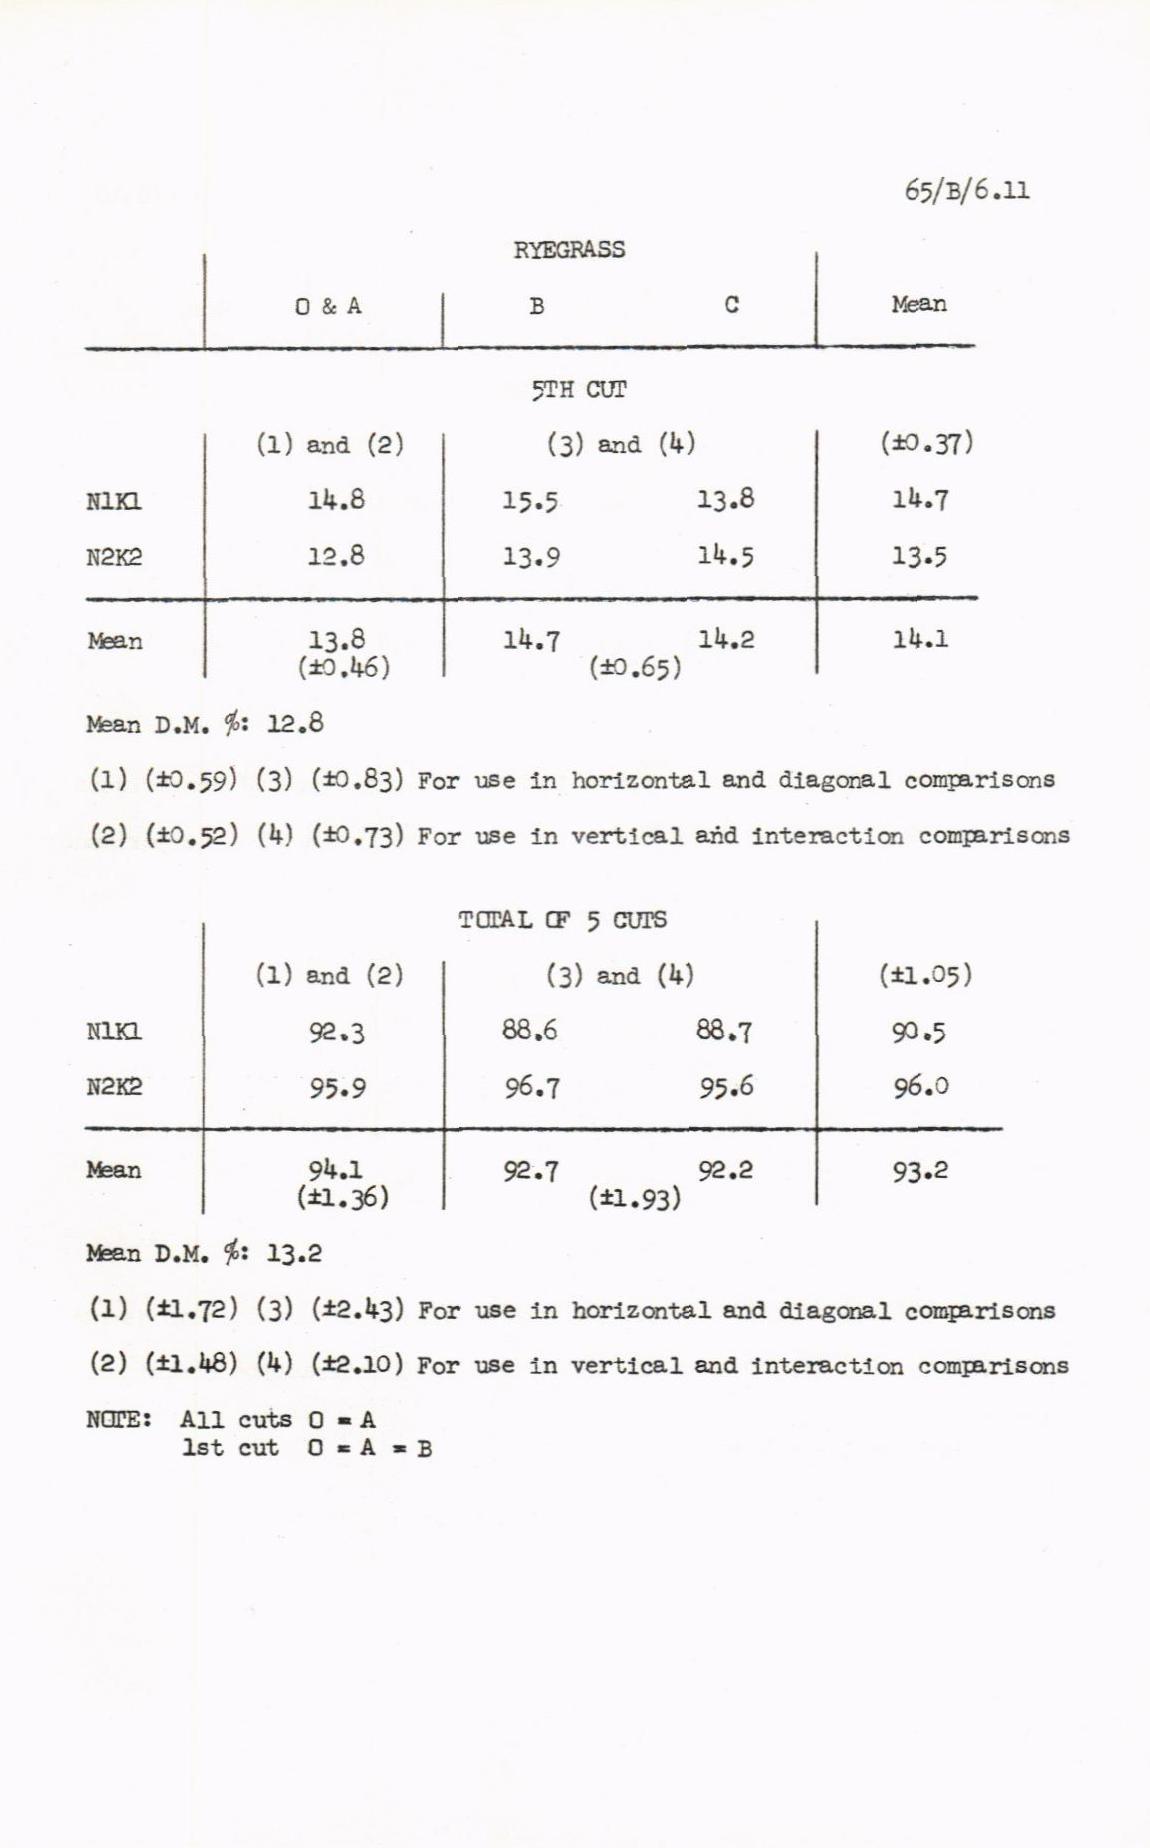 65/B/6.11
RYEGRASS
O & A B C Mean
5TH CUT
(1) and (2) (3) and (4) (±0.37)
N1K1 14.8 15.5 13.8 14.7
N2K2 12.8 13.9 14.5 13.5
Mean 13.8 14.7 14.2 14.1
(±0.46) (±0.65)
Mean D.M. %: 12.8
(1) (±0.59) (3) (±0.83) For use in horizontal and diagonal comparisons
(2) (±0.52) (4) (±0.73) For use in vertical and interaction comparisons
TOTAL OF 5 CUTS
(1) and (2) (3) and (4) (±1.05)
N1K1 92.3 88.6 88.7 90.5
N2K2 95.9 96.7 95.6 96.0
Mean 94.1 92.7 92.2 93.2
(±1.36) (±1.93)
Mean D.M. %: 13.2
(1) (±1.72) (3) (±2.43) For use in horizontal and diagonal comparisons
(2) (±1.48) (4) (±2.10) For use in vertical and interaction comparisons
NOTE: All cuts O = A
1st cut O = A = B